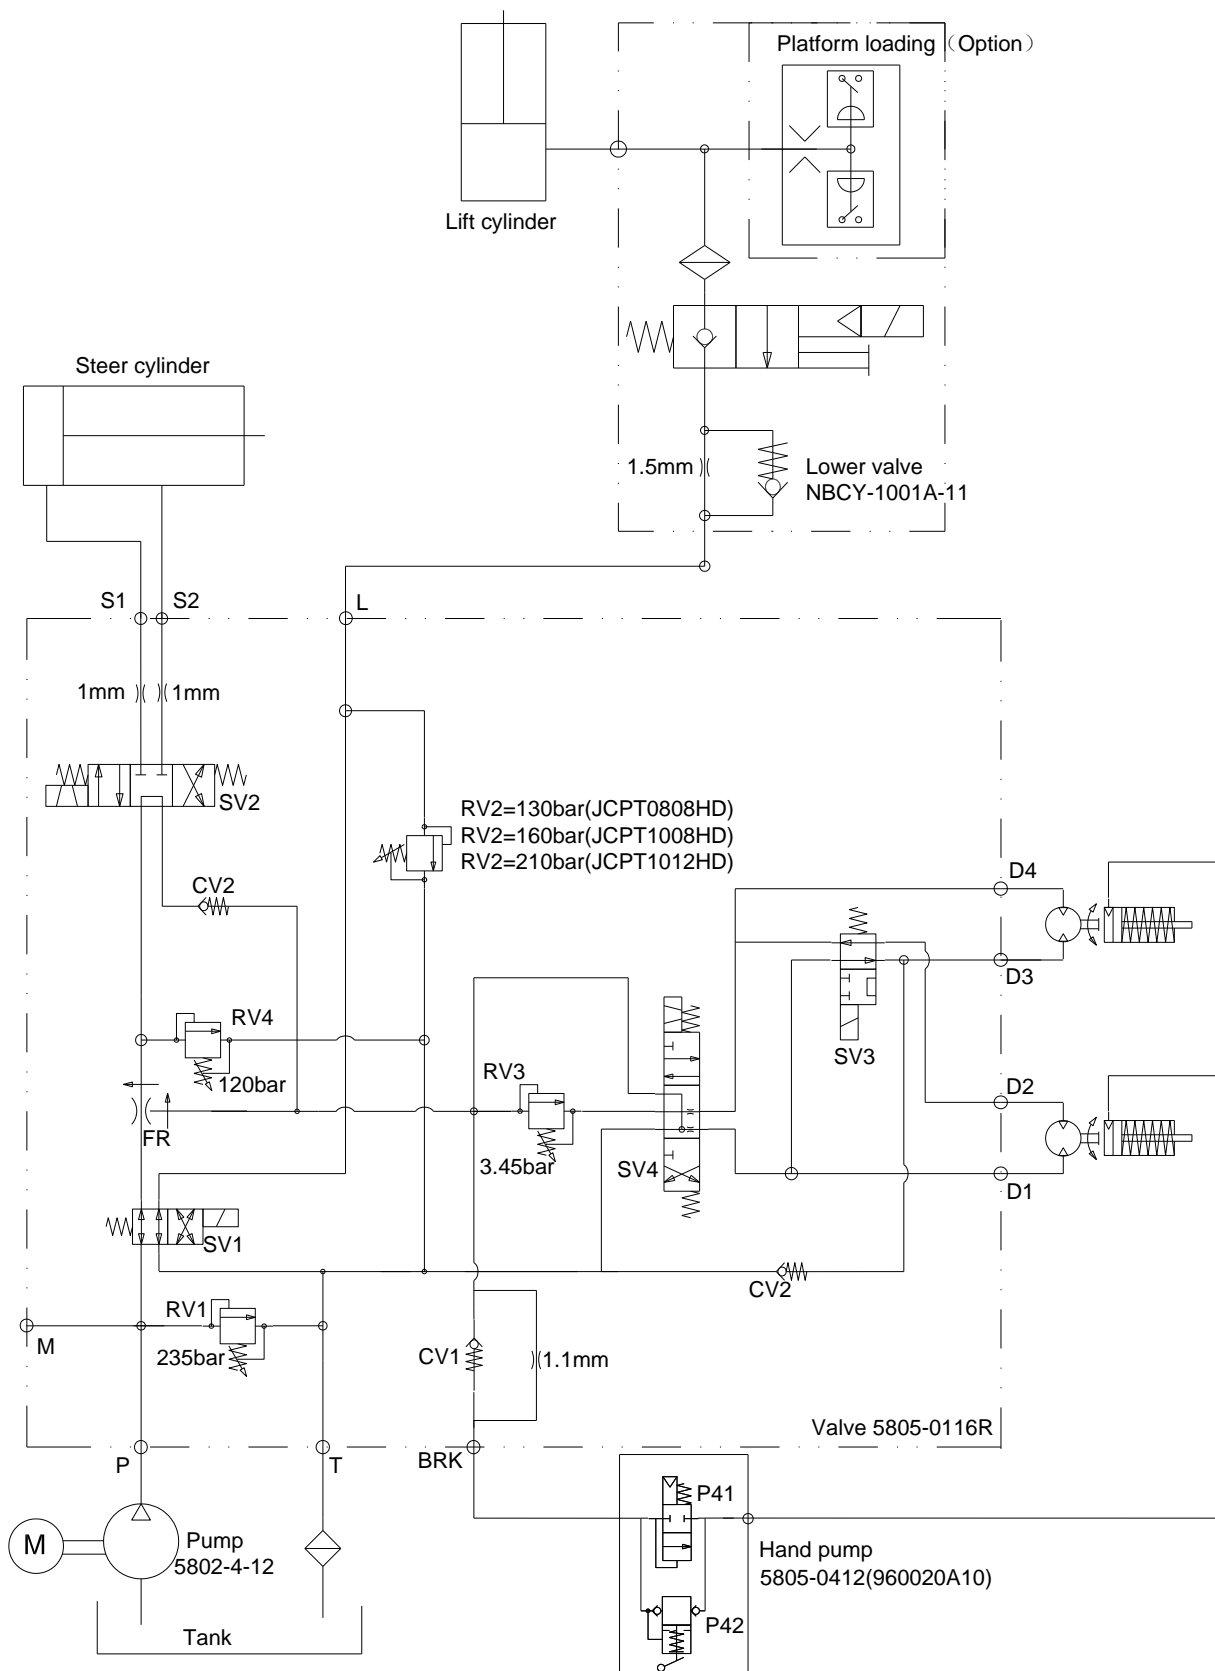 Platform loading（Option）
Lift cylinder
Steer cylinder
1.5mm
Lower valve
NBCY-1001A-11
S1
S2
L
1mm
1mm
SV2
RV2=130bar(JCPT0808HD)
RV2=160bar(JCPT1008HD)
RV2=210bar(JCPT1012HD)
CV2
D4
D3
RV4
SV3
120bar
RV3
D2
FR
3.45bar
SV4
D1
SV1
CV2
RV1
M
235bar
CV1
1.1mm
Valve 5805-0116R
P
T
BRK
P41
M
Pump
5802-4-12
Hand pump
5805-0412(960020A10)
P42
Tank